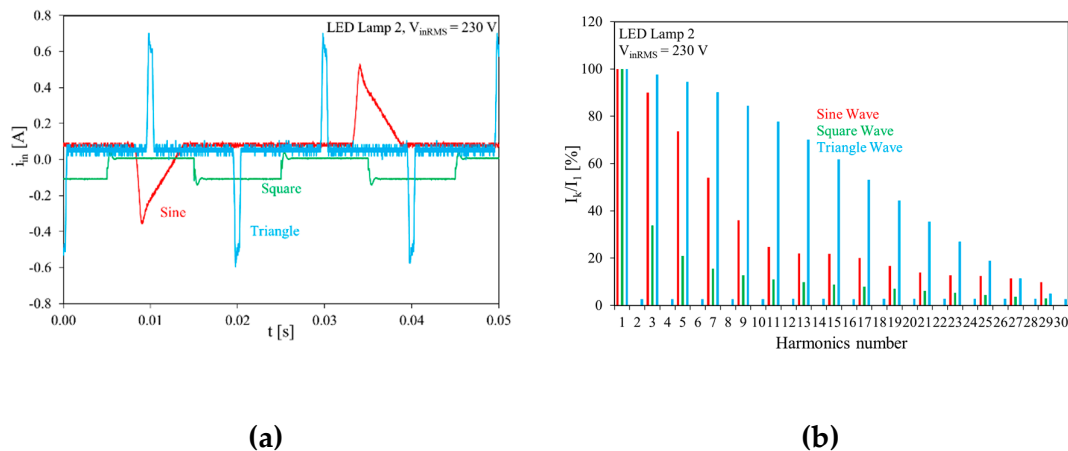 LED Lamp 2, VinRMS = 230 V
0.8
0.6
0.4
0.2
0.0
-0.2
-0.4
-0.6
-0.8
iin [A]
Sine
Square
Triangle
0.00 0.01 0.02 0.03 0.04 0.05
t [s]
(a)
LED Lamp 2
VinRMS = 230 V
120
100
80
60
40
20
0
Ik/I1 [%]
Sine Wave
Square Wave
Triangle Wave
1 2 3 4 5 6 7 8 9 10 11 12 13 14 15 16 17 18 19 20 21 22 23 24 25 26 27 28 29 30
Harmonics number
(b)